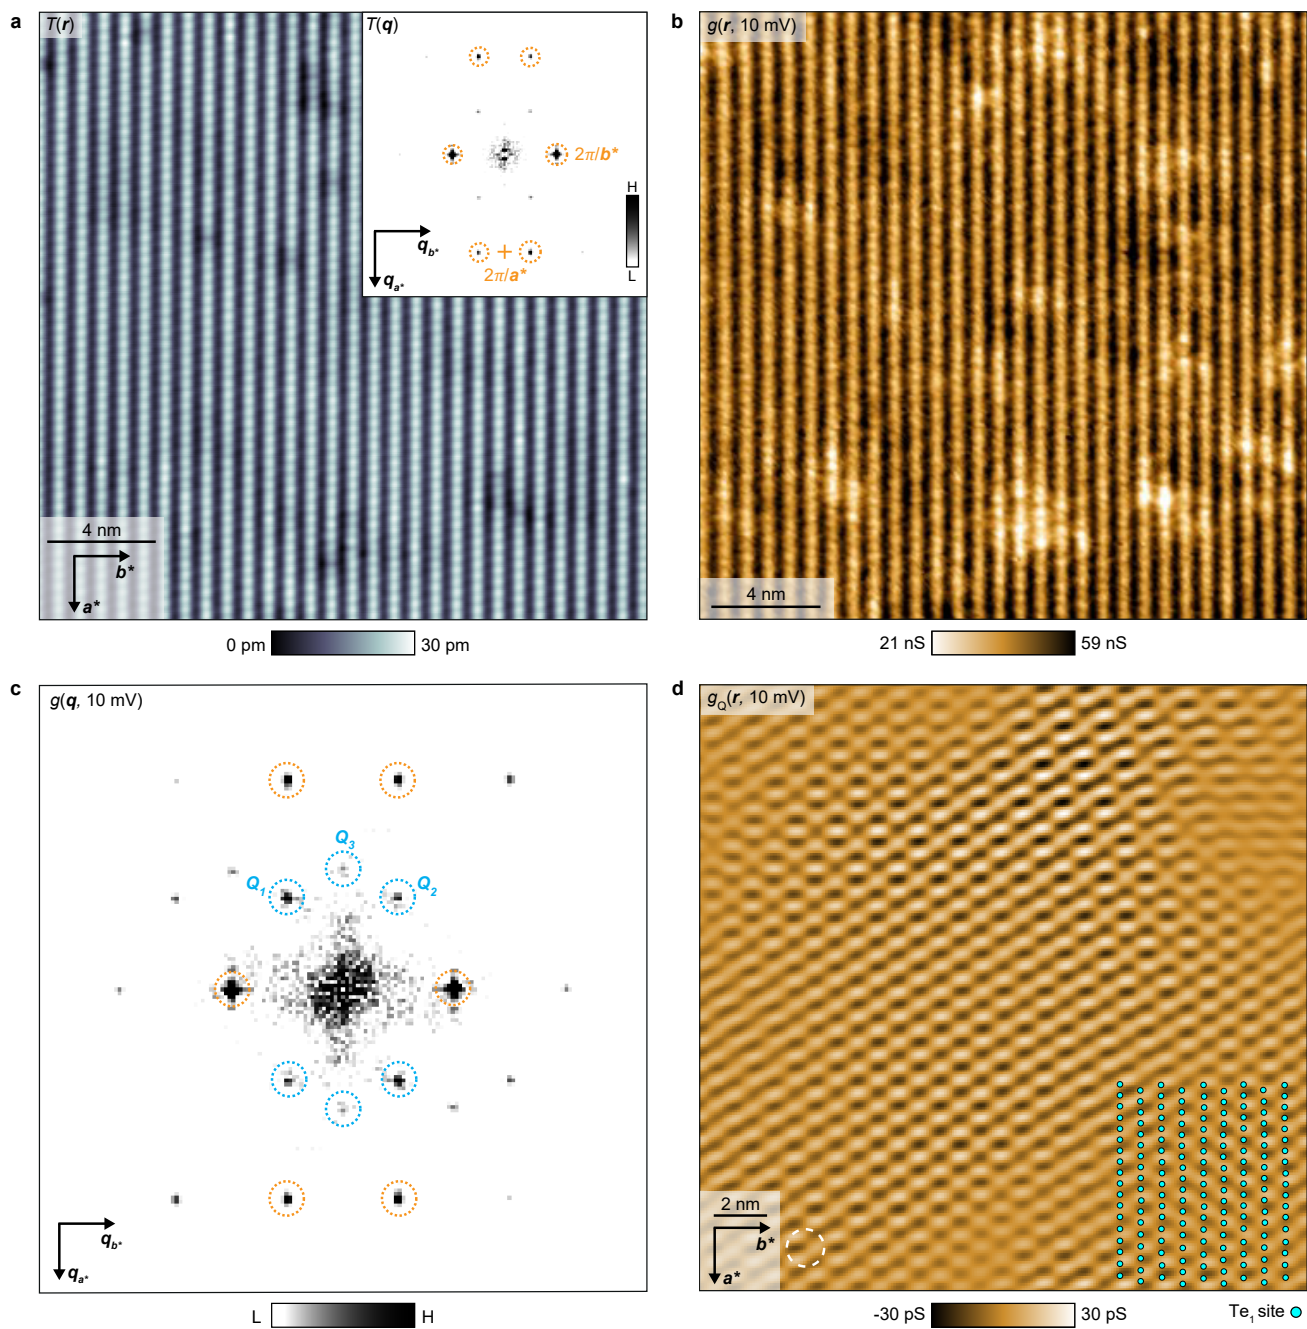 a
T(r)
T(q)
2π/b*
H
L
q_b*
q_a*
2π/a*
4 nm
b*
a*
0 pm
30 pm
b
g(r, 10 mV)
4 nm
21 nS
59 nS
c
g(q, 10 mV)
Q₃
Q₁
Q₂
q_b*
q_a*
L
H
d
g_Q(r, 10 mV)
2 nm
b*
a*
-30 pS
30 pS
Te₁ site